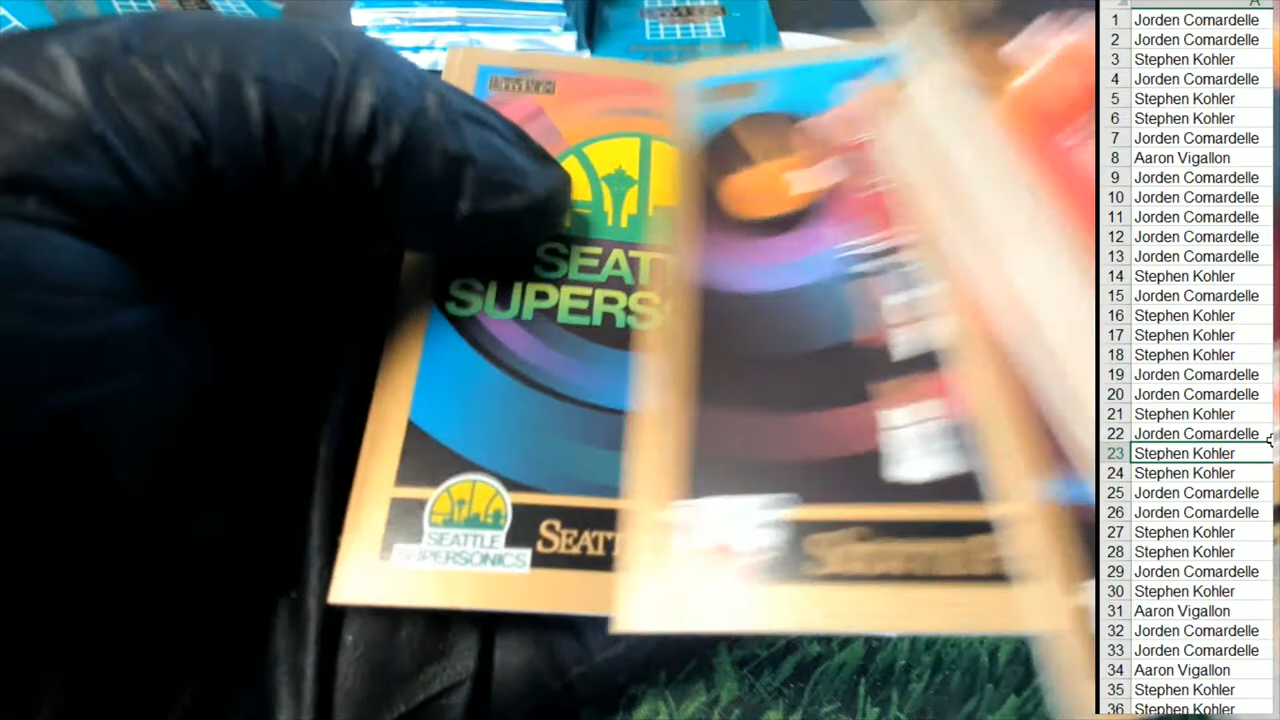 SEAT
SUPERS
SEATTLE
SUPERSONICS
SEATT
A
1 Jorden Comardelle
2 Jorden Comardelle
3 Stephen Kohler
4 Jorden Comardelle
5 Stephen Kohler
6 Stephen Kohler
7 Jorden Comardelle
8 Aaron Vigallon
9 Jorden Comardelle
10 Jorden Comardelle
11 Jorden Comardelle
12 Jorden Comardelle
13 Jorden Comardelle
14 Stephen Kohler
15 Jorden Comardelle
16 Stephen Kohler
17 Stephen Kohler
18 Stephen Kohler
19 Jorden Comardelle
20 Jorden Comardelle
21 Stephen Kohler
22 Jorden Comardelle
23 Stephen Kohler
24 Stephen Kohler
25 Jorden Comardelle
26 Jorden Comardelle
27 Stephen Kohler
28 Stephen Kohler
29 Jorden Comardelle
30 Stephen Kohler
31 Aaron Vigallon
32 Jorden Comardelle
33 Jorden Comardelle
34 Aaron Vigallon
35 Stephen Kohler
36 Stephen Kohler